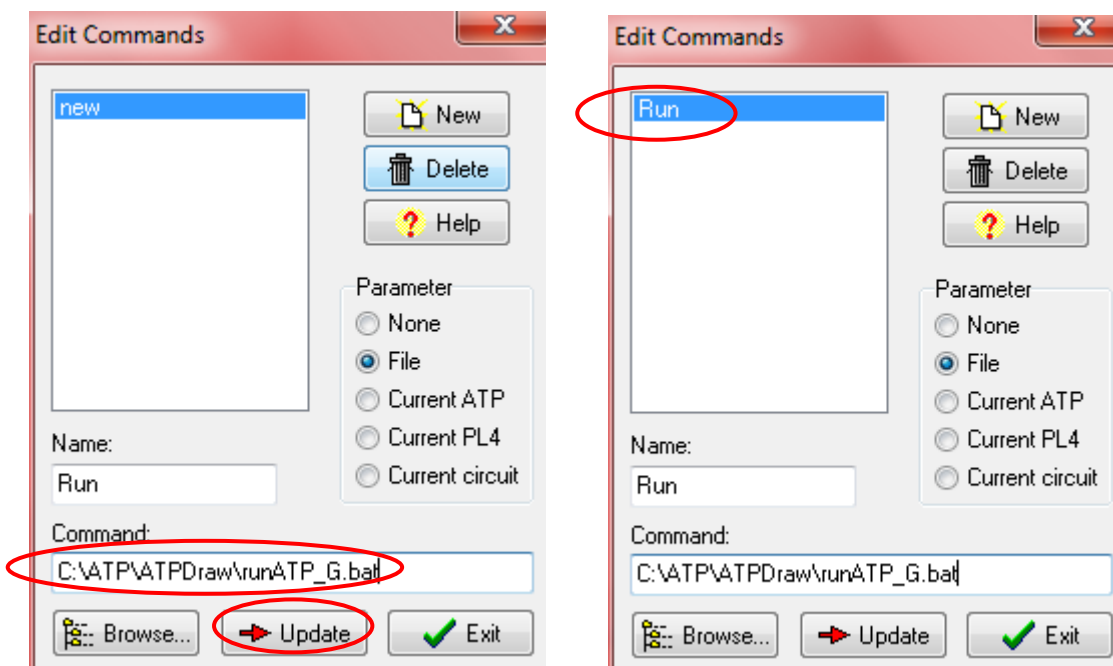 Edit Commands
x
new
New
Delete
? Help
Parameter
None
File
Current ATP
Current PL4
Current circuit
Name:
Run
Command:
C:\ATP\ATPDraw\runATP_G.bat
Browse...
Update
Exit
Edit Commands
x
Run
New
Delete
? Help
Parameter
None
File
Current ATP
Current PL4
Current circuit
Name:
Run
Command:
C:\ATP\ATPDraw\runATP_G.bat
Browse...
Update
Exit